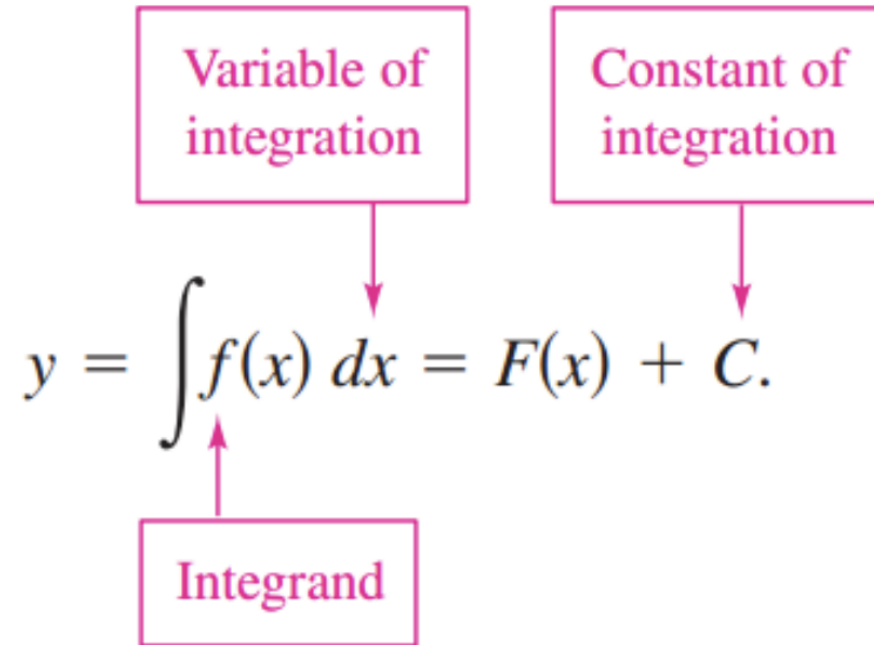 Variable of
integration
Constant of
integration
y = ∫ f(x) dx = F(x) + C.
Integrand